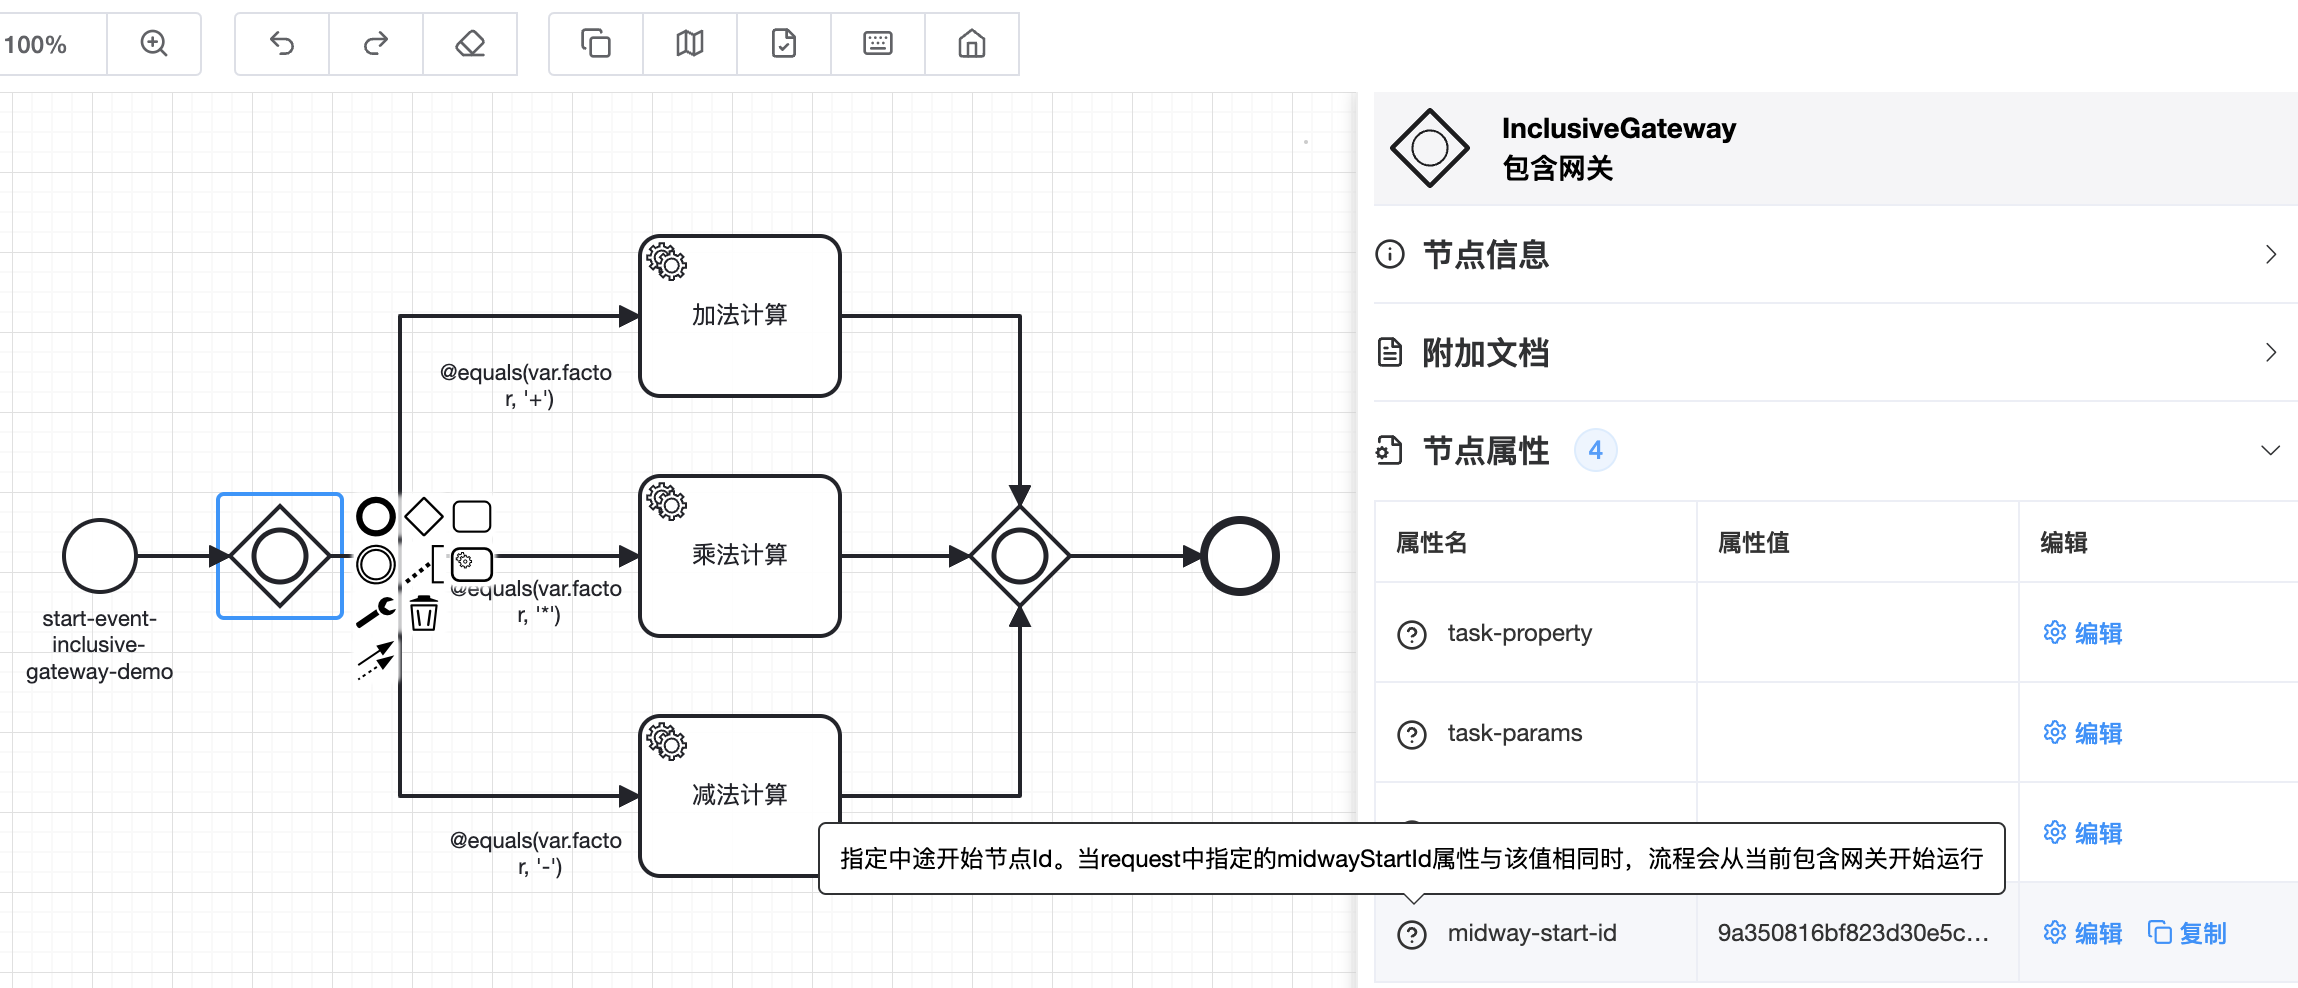 100%
InclusiveGateway
包含网关
节点信息
附加文档
节点属性 4
属性名 属性值 编辑
task-property 编辑
task-params 编辑
编辑
midway-start-id 9a350816bf823d30e5c... 编辑 复制
指定中途开始节点Id。当request中指定的midwayStartId属性与该值相同时，流程会从当前包含网关开始运行
start-event-
inclusive-
gateway-demo
加法计算
@equals(var.facto
r, '+')
乘法计算
@equals(var.facto
r, '*')
减法计算
@equals(var.facto
r, '-')